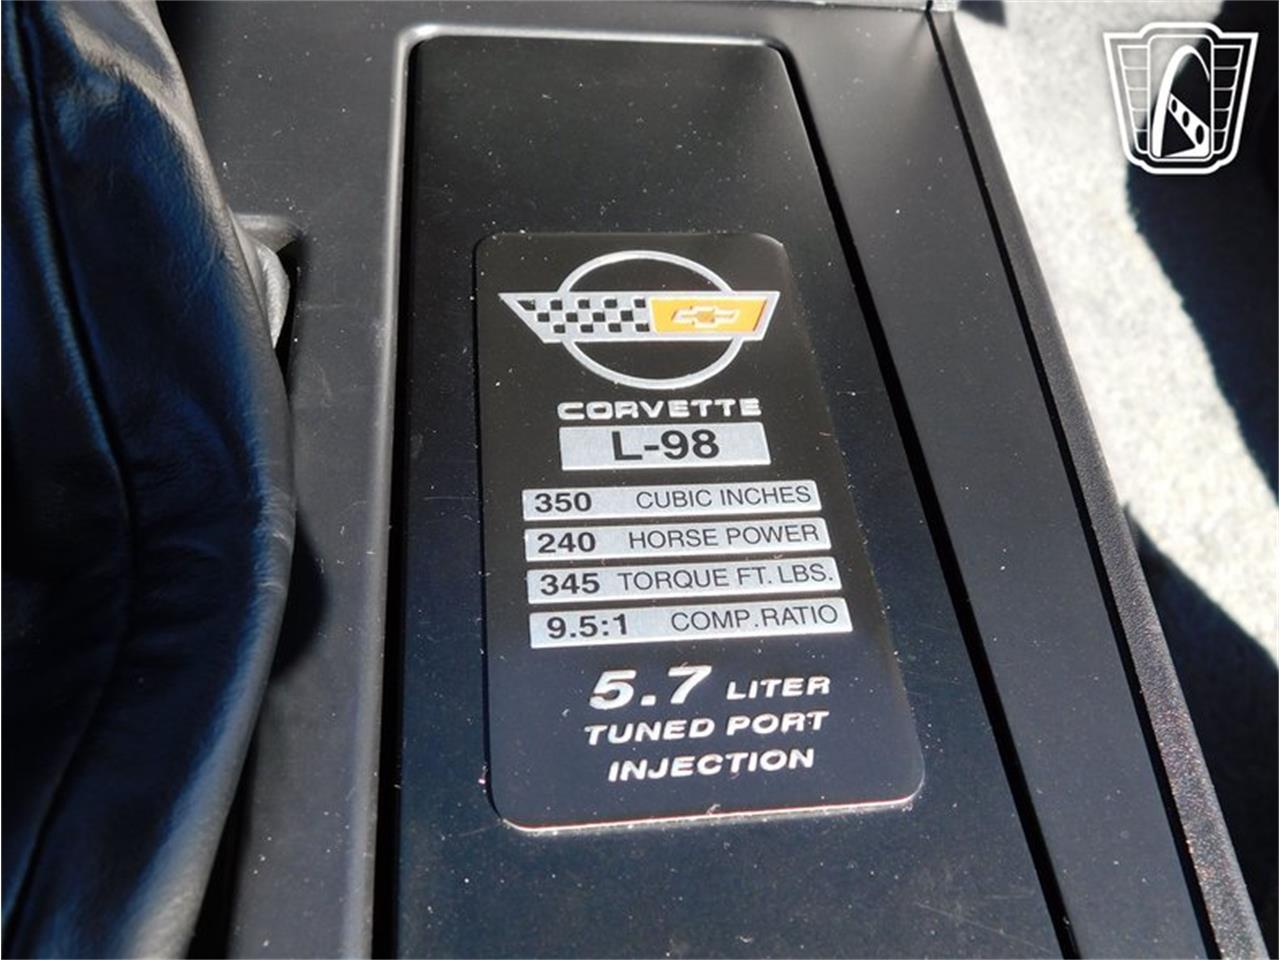 CORVETTE
L-98
350 CUBIC INCHES
240 HORSE POWER
345 TORQUE FT. LBS.
9.5:1 COMP.RATIO
5.7 LITER
TUNED PORT
INJECTION